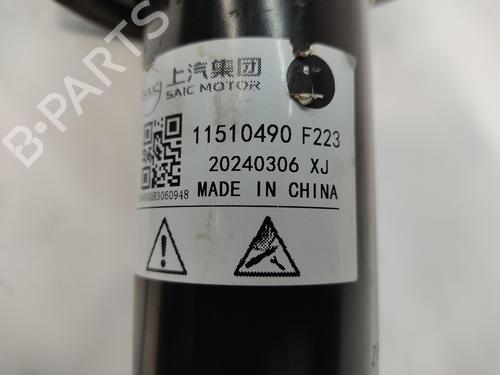 上汽集团
SAIC MOTOR
11510490 F223
20240306 XJ
MADE IN CHINA
B-PARTS